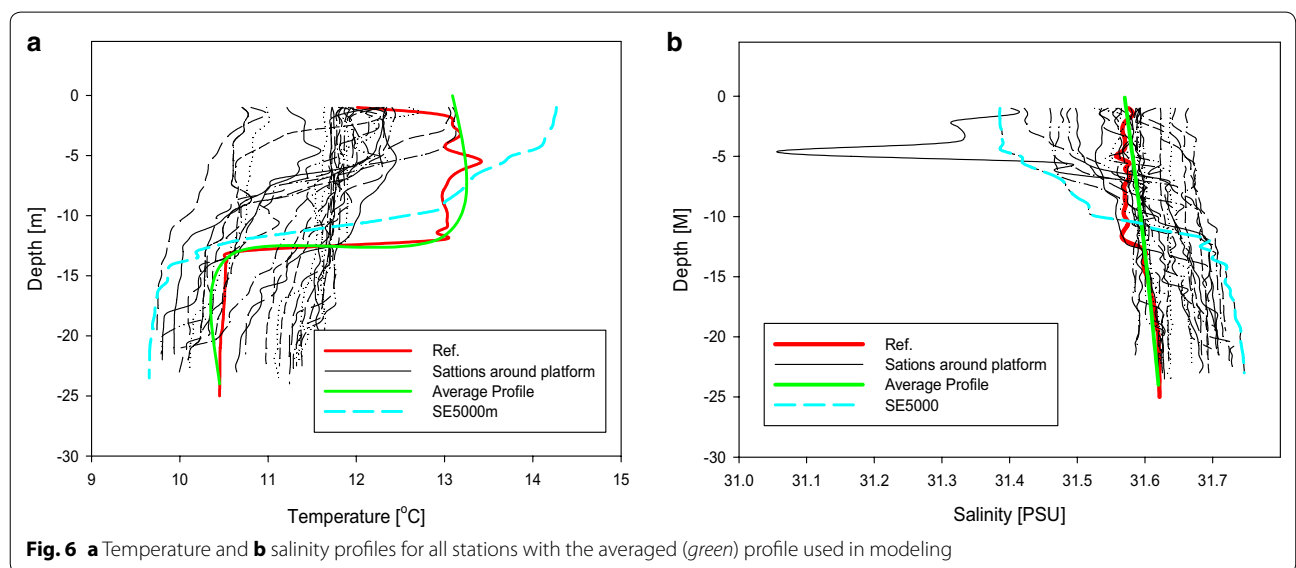 a
0
-5
-10
-15
-20
-25
-30
Depth [m]
Ref.
Sations around platform
Average Profile
SE5000m
9 10 11 12 13 14 15
Temperature [°C]
b
0
-5
-10
-15
-20
-25
-30
Depth [M]
Ref.
Sations around platform
Average Profile
SE5000
31.0 31.1 31.2 31.3 31.4 31.5 31.6 31.7
Salinity [PSU]
Fig. 6 a Temperature and b salinity profiles for all stations with the averaged (green) profile used in modeling